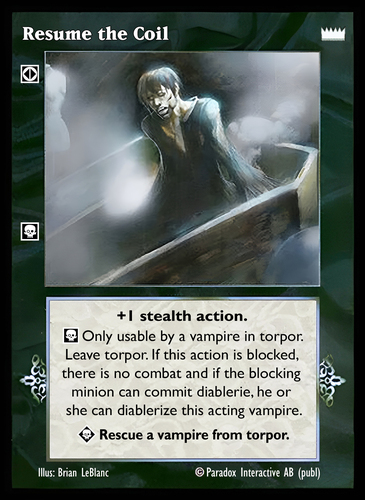 Resume the Coil
+1 stealth action.
Only usable by a vampire in torpor.
Leave torpor. If this action is blocked,
there is no combat and if the blocking
minion can commit diablerie, he or
she can diablerize this acting vampire.
Rescue a vampire from torpor.
Illus: Brian LeBlanc © Paradox Interactive AB (publ)